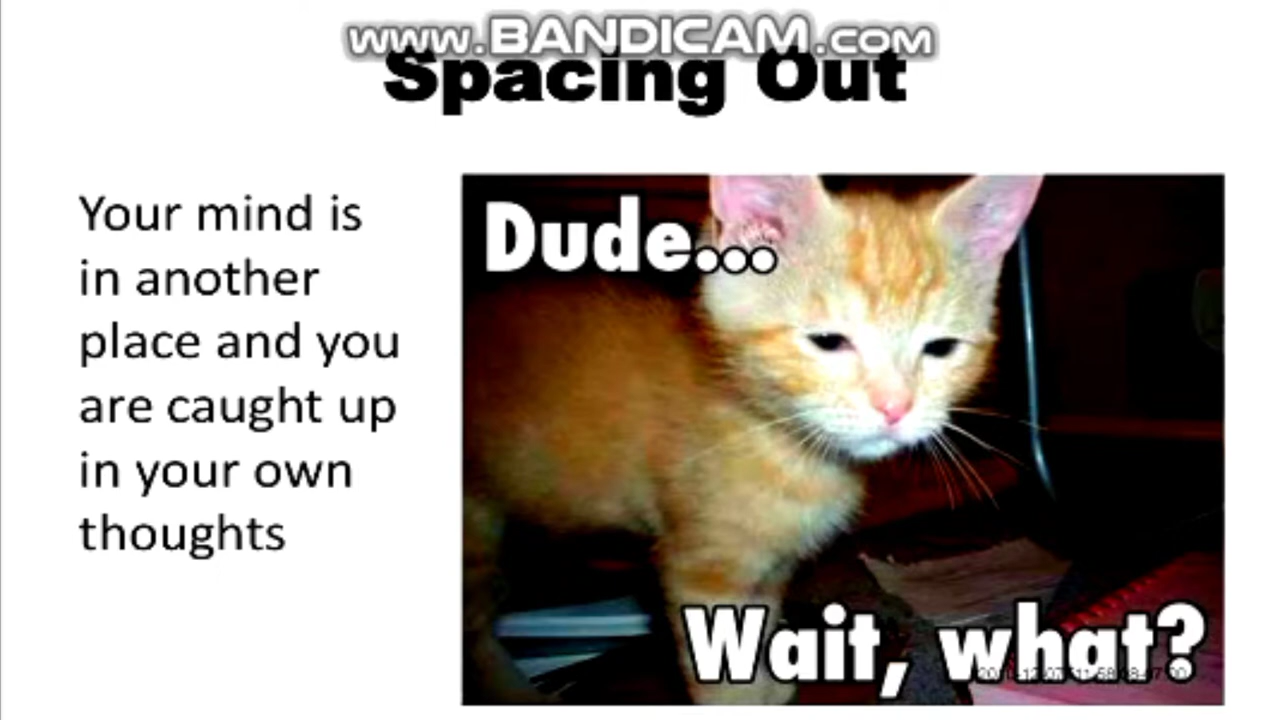 www.BANDICAM.com
Spacing Out
Your mind is
in another
place and you
are caught up
in your own
thoughts
Dude...
Wait, what?